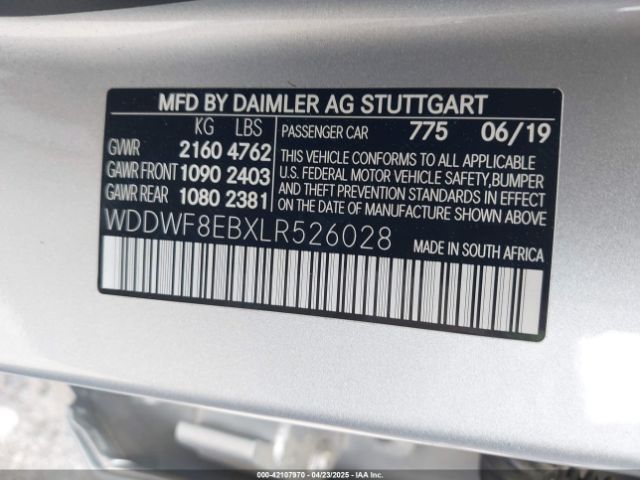 MFD BY DAIMLER AG STUTTGART
KG LBS
GVWR 2160 4762
GAWR FRONT 1090 2403
GAWR REAR 1080 2381
PASSENGER CAR 775 06/19
THIS VEHICLE CONFORMS TO ALL APPLICABLE
U.S. FEDERAL MOTOR VEHICLE SAFETY,BUMPER
AND THEFT PREVENTION STANDARDS IN EFFECT
ON THE DATE OF MANUFACTURE SHOWN ABOVE.
WDDWF8EBXLR526028
MADE IN SOUTH AFRICA
000-42107970 - 04/23/2025 - IAAI.COM